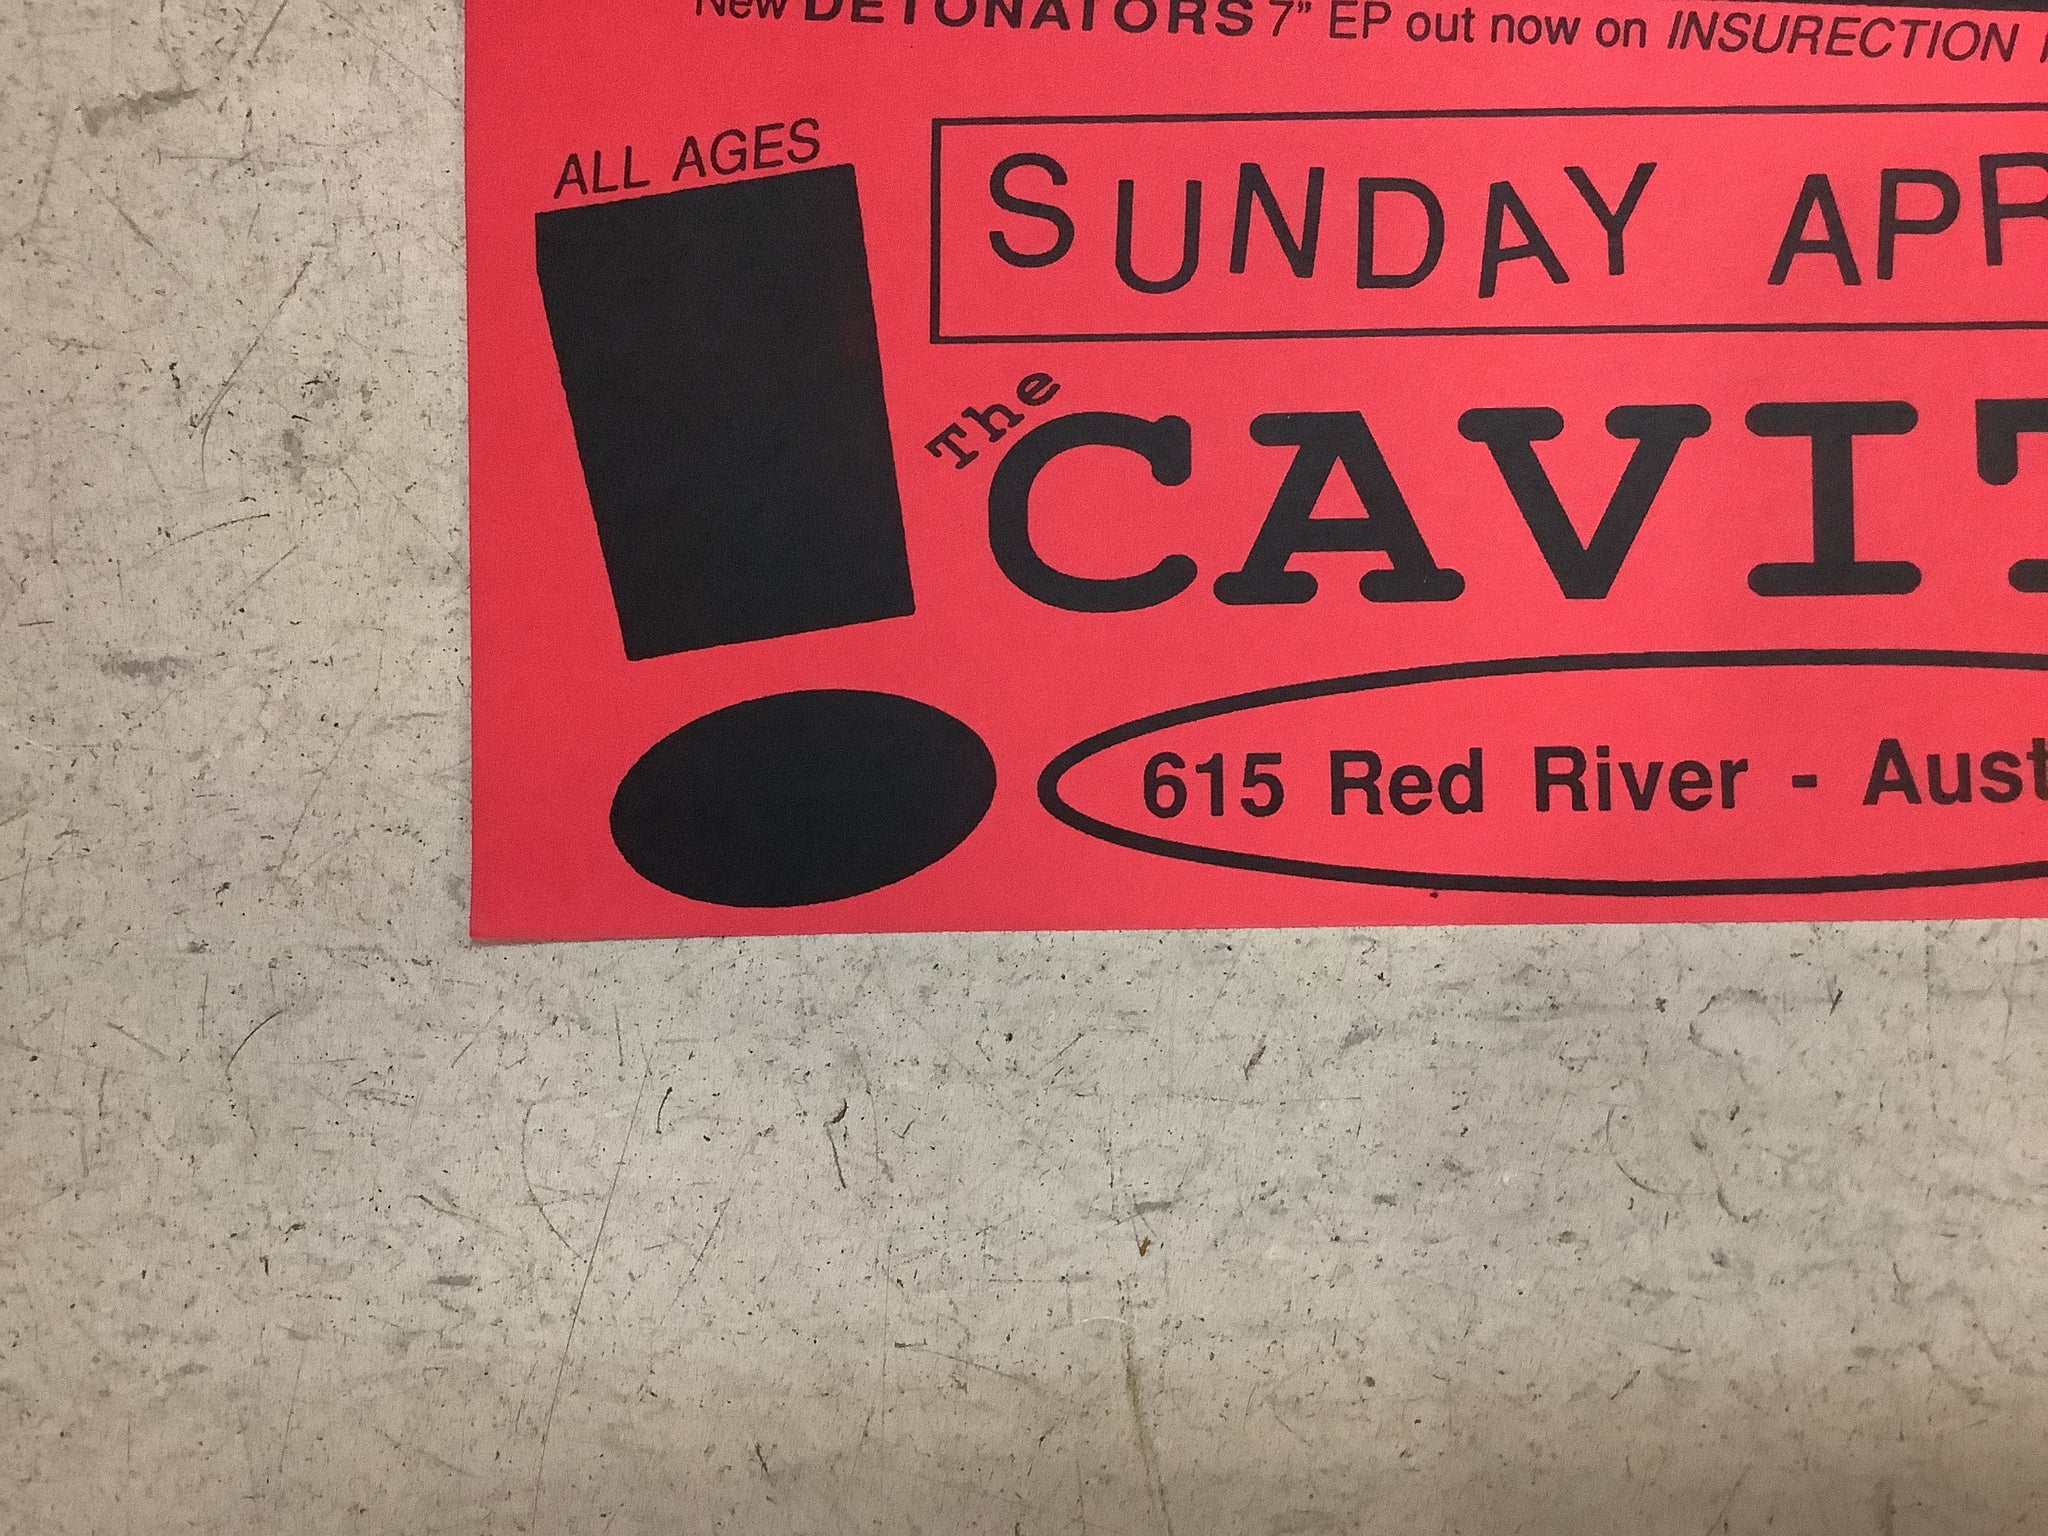 New DETONATORS 7" EP out now on INSURECTION
ALL AGES
SUNDAY APR
The
CAVIT
615 Red River - Aust